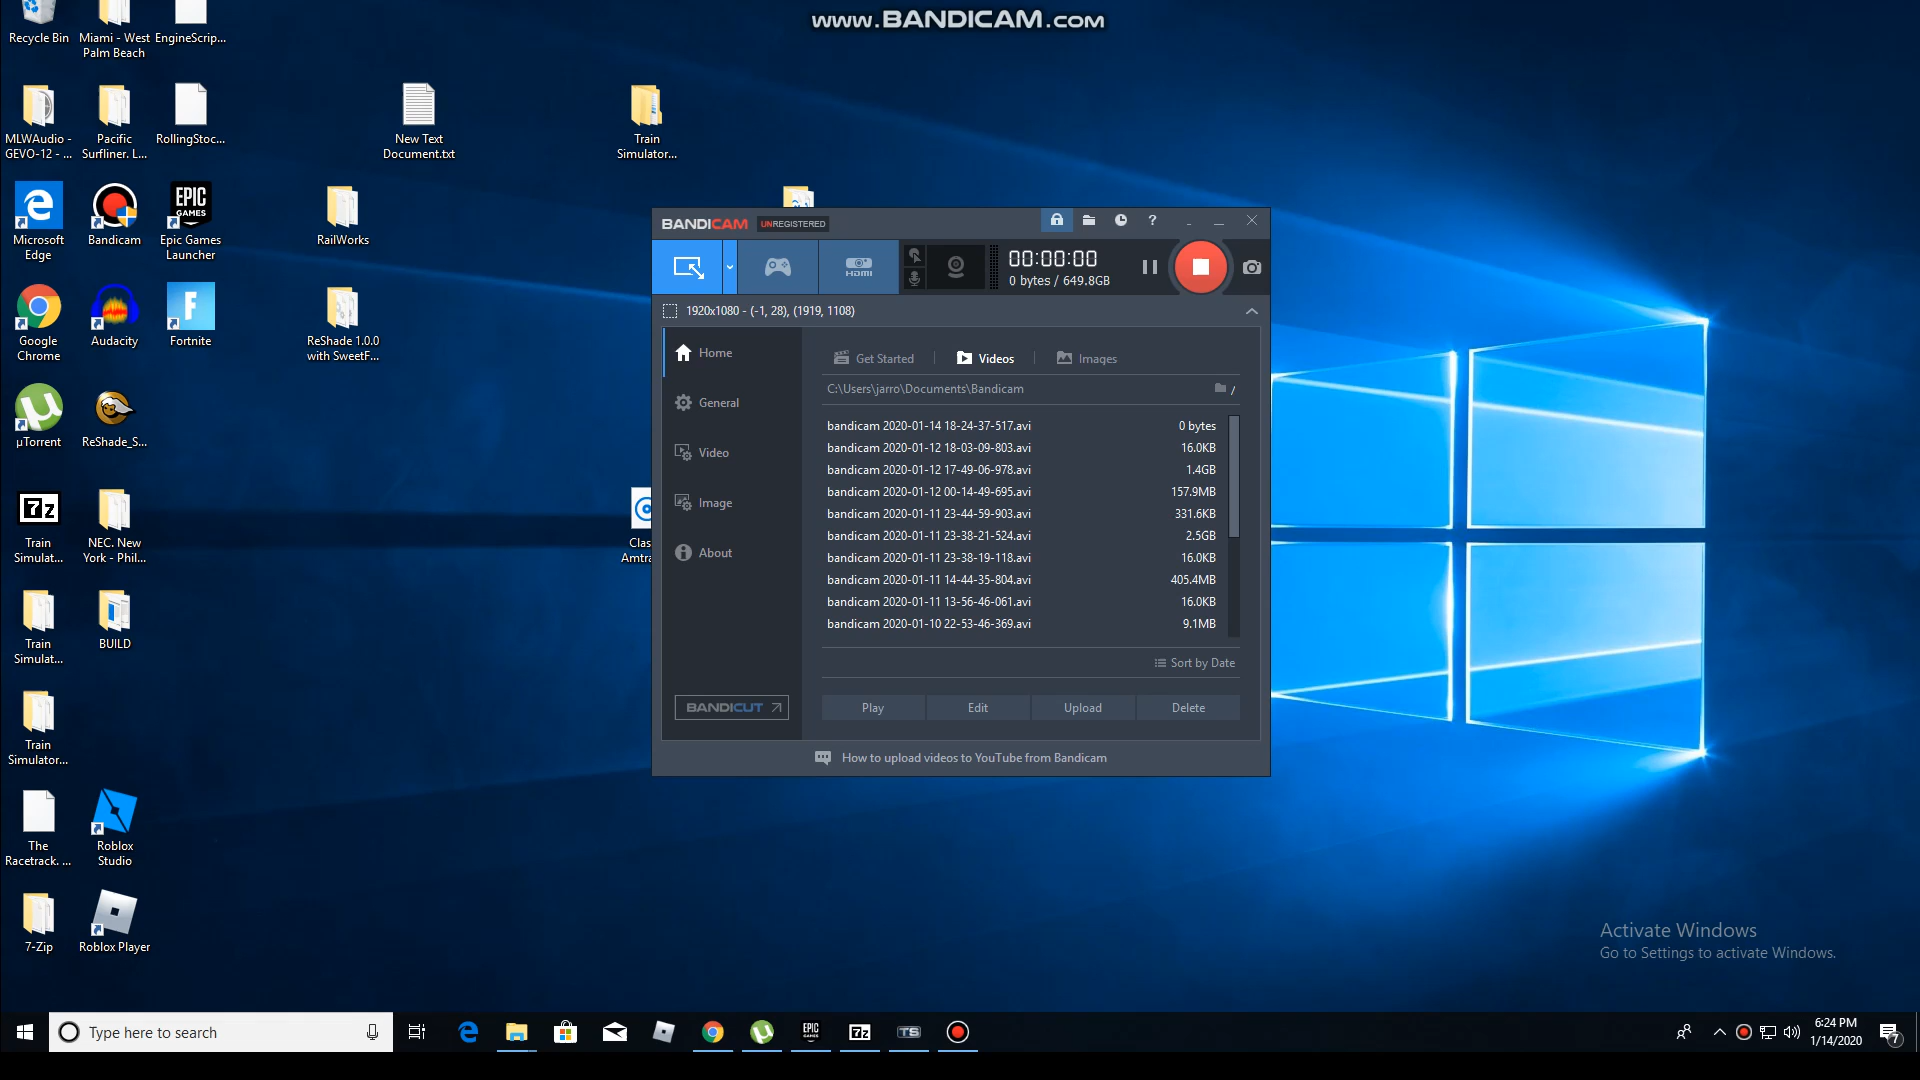 www.BANDICAM.com
Recycle Bin
Miami - West
Palm Beach
EngineScrip...
MLWAudio -
GEVO-12 - ...
Pacific
Surfliner. L...
RollingStoc...
New Text
Document.txt
Train
Simulator...
Microsoft
Edge
Bandicam
EPIC
GAMES
Epic Games
Launcher
RailWorks
Google
Chrome
Audacity
Fortnite
ReShade 1.0.0
with SweetF...
µTorrent
ReShade_S...
7z
Train
Simulat...
NEC. New
York - Phil...
Clas
Amtra
Train
Simulat...
BUILD
Train
Simulator...
The
Racetrack. ...
Roblox
Studio
7-Zip
Roblox Player
BANDICAM UNREGISTERED
?
HDMI
00:00:00
0 bytes / 649.8GB
1920x1080 - (-1, 28), (1919, 1108)
Home
General
Video
Image
About
BANDICUT
Get Started
Videos
Images
C:\Users\jarro\Documents\Bandicam
/
bandicam 2020-01-14 18-24-37-517.avi 0 bytes
bandicam 2020-01-12 18-03-09-803.avi 16.0KB
bandicam 2020-01-12 17-49-06-978.avi 1.4GB
bandicam 2020-01-12 00-14-49-695.avi 157.9MB
bandicam 2020-01-11 23-44-59-903.avi 331.6KB
bandicam 2020-01-11 23-38-21-524.avi 2.5GB
bandicam 2020-01-11 23-38-19-118.avi 16.0KB
bandicam 2020-01-11 14-44-35-804.avi 405.4MB
bandicam 2020-01-11 13-56-46-061.avi 16.0KB
bandicam 2020-01-10 22-53-46-369.avi 9.1MB
Sort by Date
Play
Edit
Upload
Delete
How to upload videos to YouTube from Bandicam
Activate Windows
Go to Settings to activate Windows.
Type here to search
EPIC
7z
TS
6:24 PM
1/14/2020
7